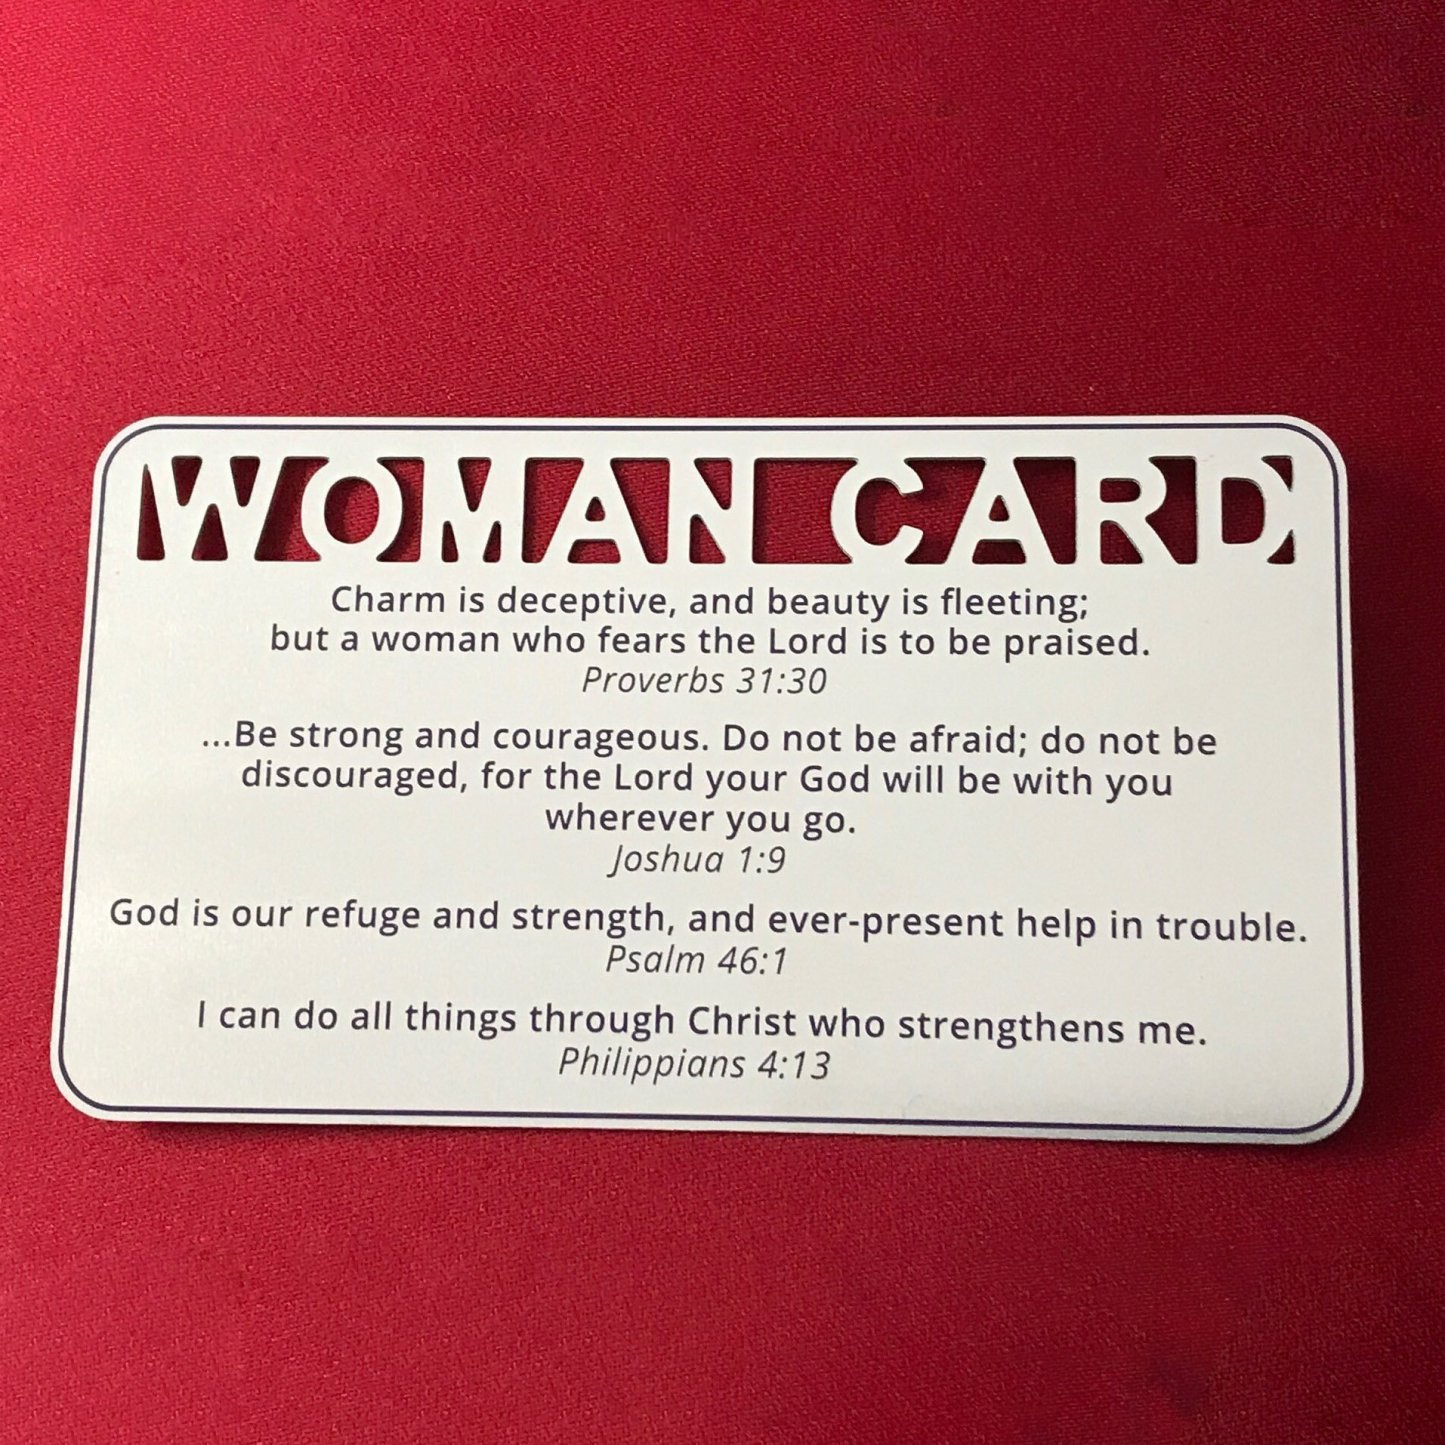 WOMAN CARD
Charm is deceptive, and beauty is fleeting;
but a woman who fears the Lord is to be praised.
Proverbs 31:30
...Be strong and courageous. Do not be afraid; do not be
discouraged, for the Lord your God will be with you
wherever you go.
Joshua 1:9
God is our refuge and strength, and ever-present help in trouble.
Psalm 46:1
I can do all things through Christ who strengthens me.
Philippians 4:13